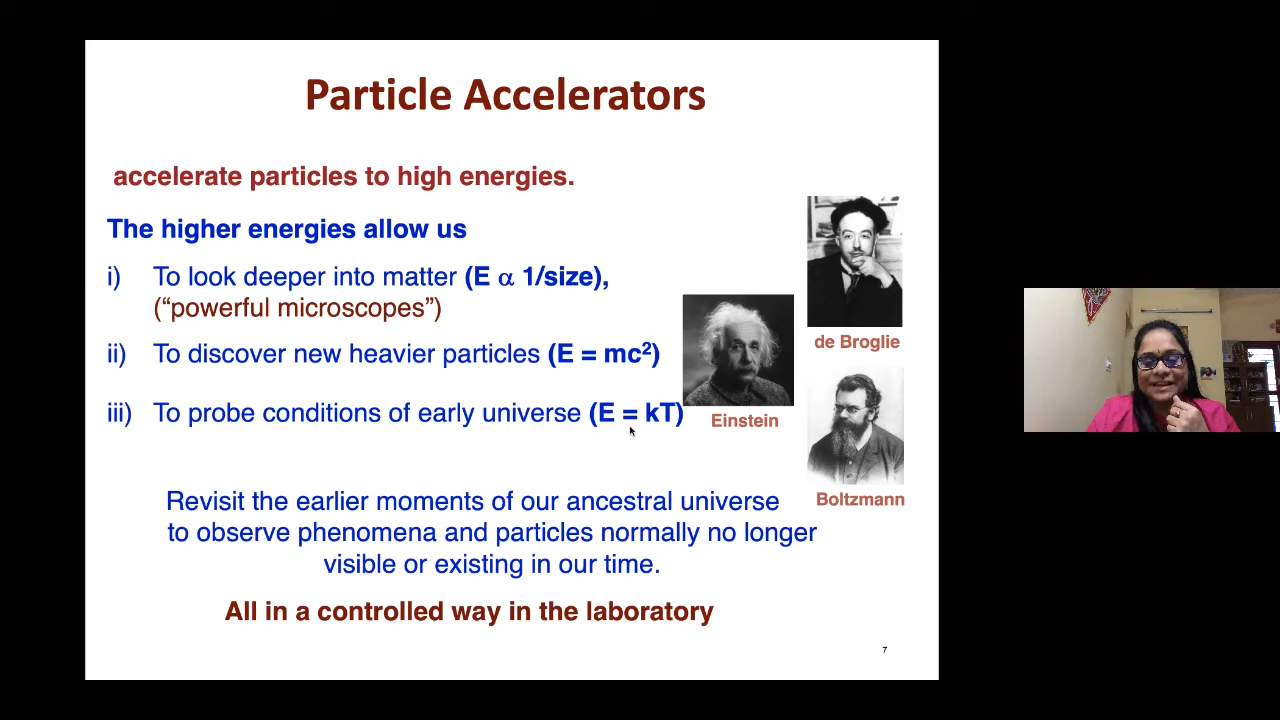 Particle Accelerators
accelerate particles to high energies.
The higher energies allow us
i) To look deeper into matter (E α 1/size),
(“powerful microscopes”)
ii) To discover new heavier particles (E = mc²)
iii) To probe conditions of early universe (E = kT)
de Broglie
Einstein
Boltzmann
Revisit the earlier moments of our ancestral universe
to observe phenomena and particles normally no longer
visible or existing in our time.
All in a controlled way in the laboratory
7